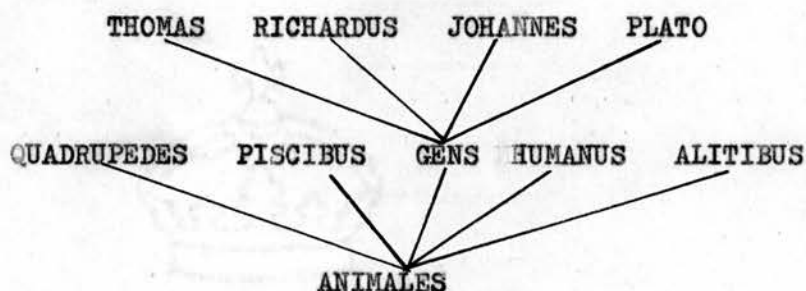 THOMAS RICHARDUS JOHANNES PLATO
QUADRUPEDES PISCIBUS GENS HUMANUS ALITIBUS
ANIMALES